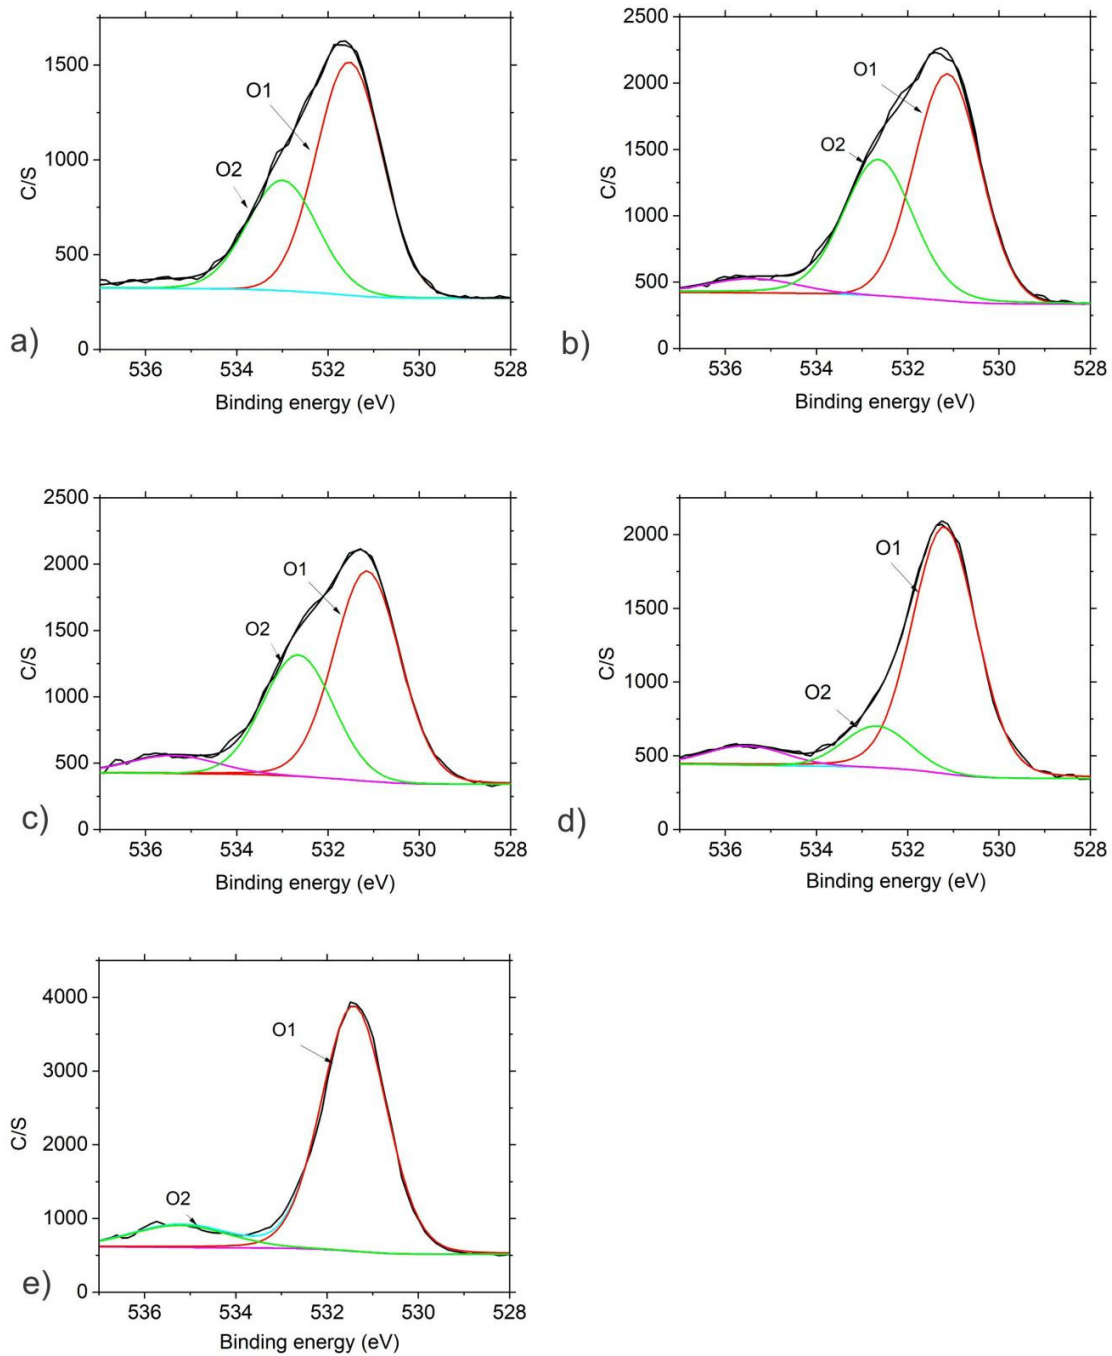 1500
1000
500
0
C/S
O1
O2
536 534 532 530 528
Binding energy (eV)
a)
2500
2000
1500
1000
500
0
C/S
O1
O2
536 534 532 530 528
Binding energy (eV)
b)
2500
2000
1500
1000
500
0
C/S
O1
O2
536 534 532 530 528
Binding energy (eV)
c)
2000
1500
1000
500
0
C/S
O1
O2
536 534 532 530 528
Binding energy (eV)
d)
4000
3000
2000
1000
0
C/S
O1
O2
536 534 532 530 528
Binding energy (eV)
e)